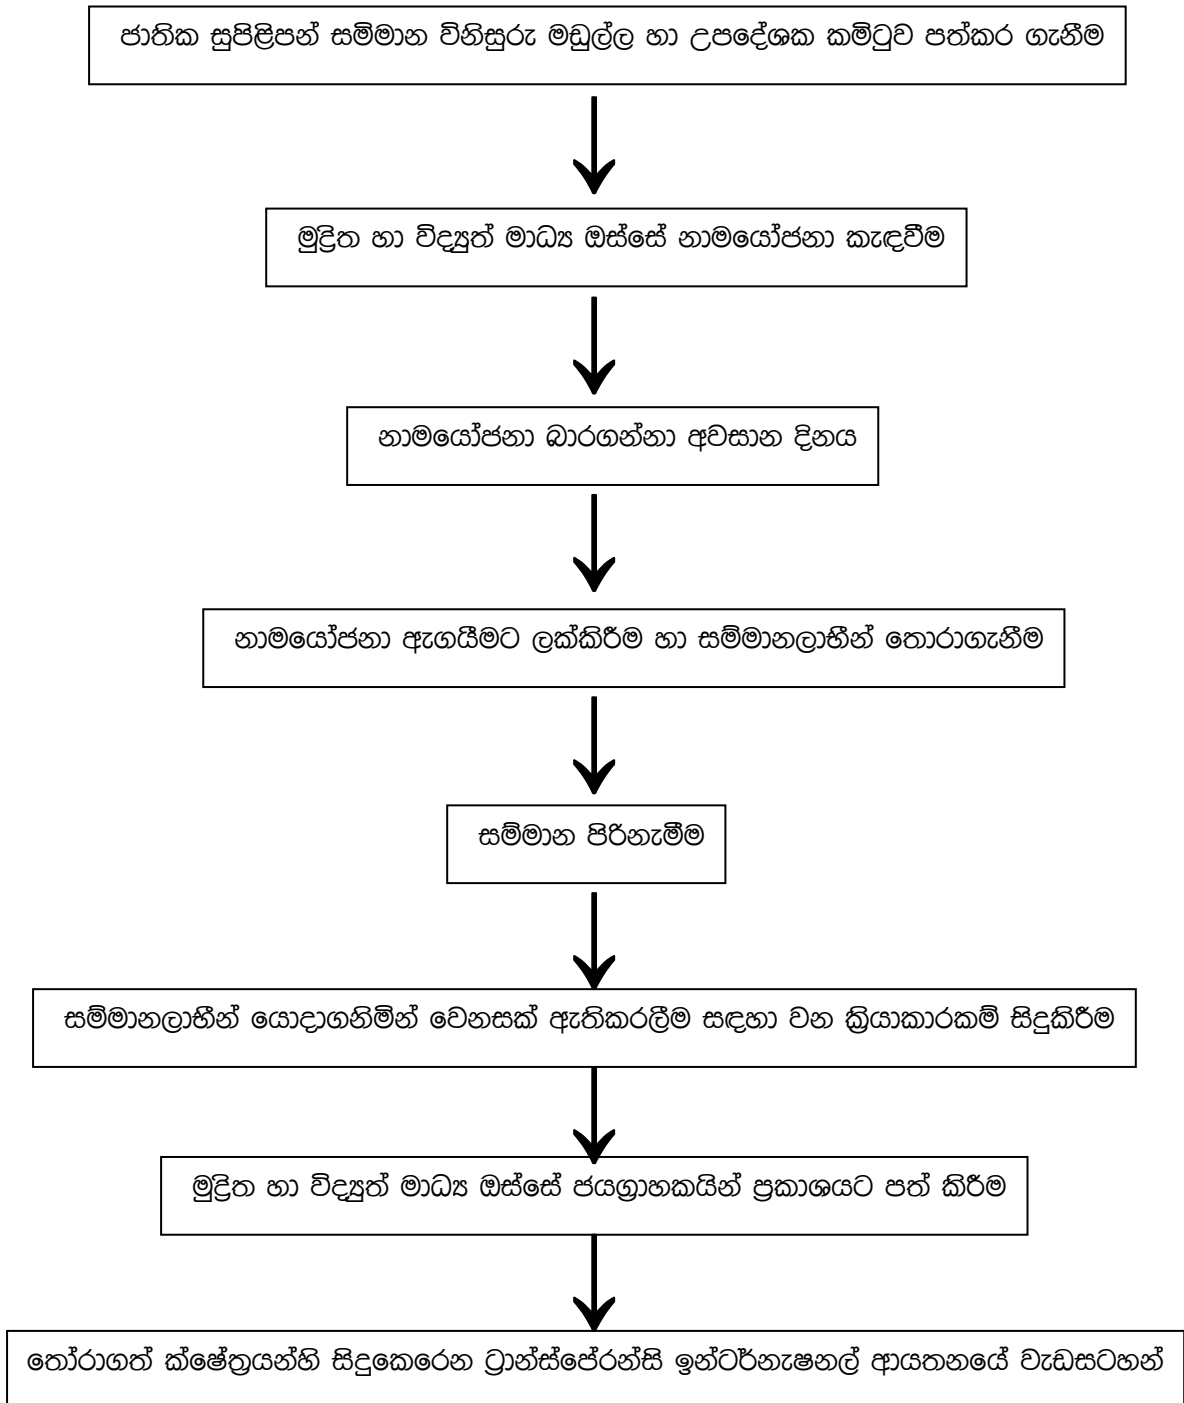 ජාතික සුපිළිපන් සම්මාන විනිසුරු මඩුල්ල හා උපදේශක කමිටුව පත්කර ගැනීම
මුද්‍රිත හා විද්‍යුත් මාධ්‍ය ඔස්සේ නාමයෝජනා කැඳවීම
නාමයෝජනා බාරගන්නා අවසාන දිනය
නාමයෝජනා ඇගයීමට ලක්කිරීම හා සම්මානලාභීන් තොරාගැනීම
සම්මාන පිරිනැමීම
සම්මානලාභීන් යොදාගනිමින් වෙනසක් ඇතිකරලීම සඳහා වන ක්‍රියාකාරකම් සිදුකිරීම
මුද්‍රිත හා විද්‍යුත් මාධ්‍ය ඔස්සේ ජයග්‍රාහකයින් ප්‍රකාශයට පත් කිරීම
තෝරාගත් ක්ෂේත්‍රයන්හි සිදුකෙරෙන ට්‍රාන්ස්පේරන්සි ඉන්ටර්නැෂනල් ආයතනයේ වැඩසටහන්